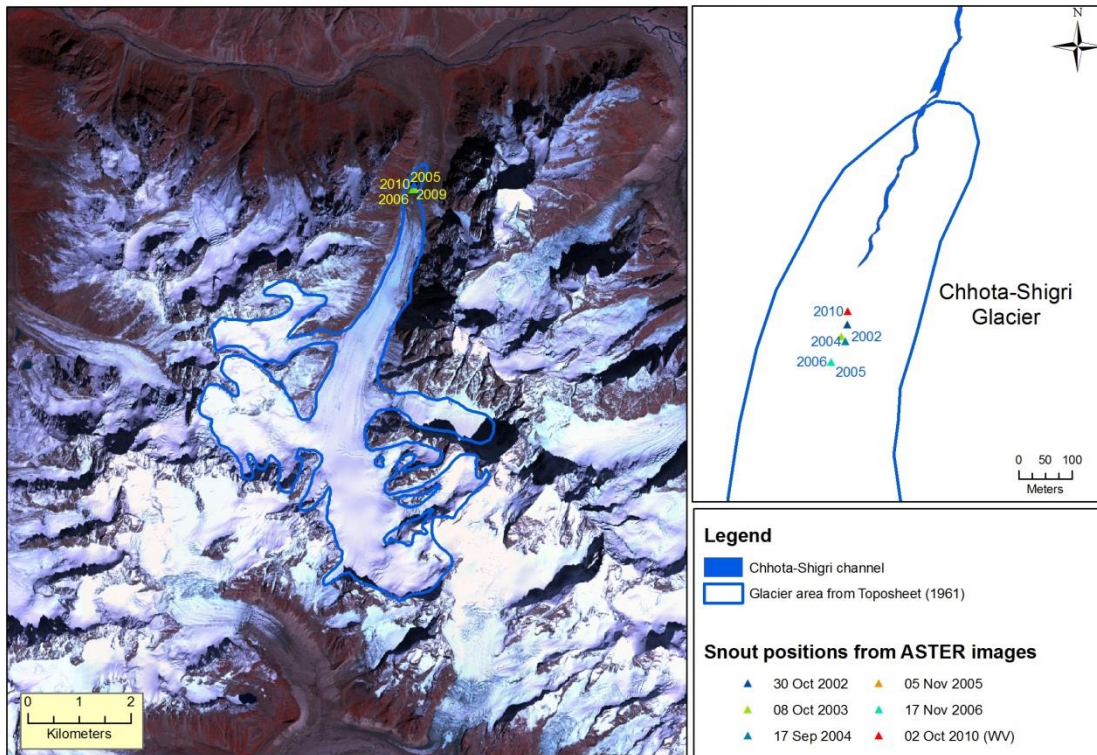 2010 2005
2006 2009
0 1 2
Kilometers
N
Chhota-Shigri
Glacier
2010
2002
2004
2006
2005
0 50 100
Meters
Legend
Chhota-Shigri channel
Glacier area from Toposheet (1961)
Snout positions from ASTER images
30 Oct 2002
05 Nov 2005
08 Oct 2003
17 Nov 2006
17 Sep 2004
02 Oct 2010 (WV)